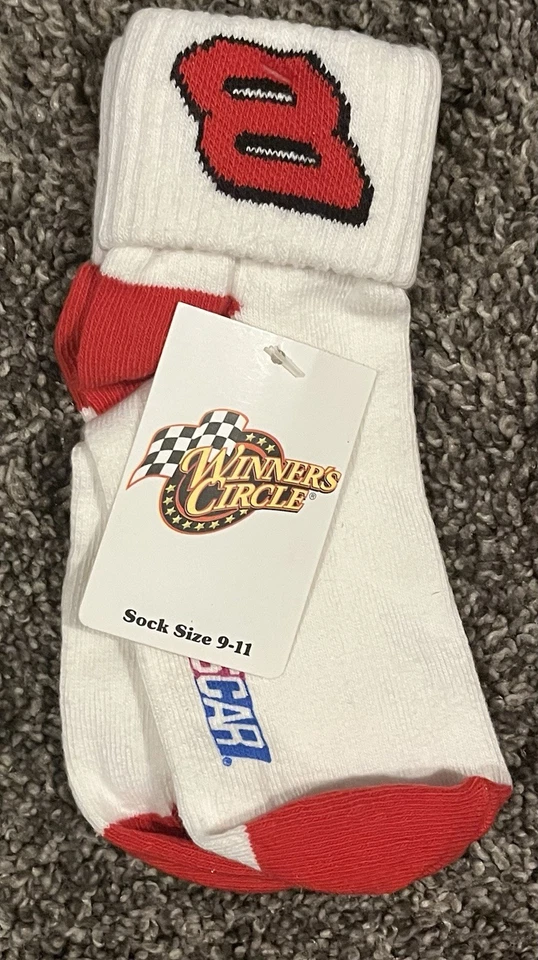 8
WINNER'S
CIRCLE®
Sock Size 9-11
SCAR®